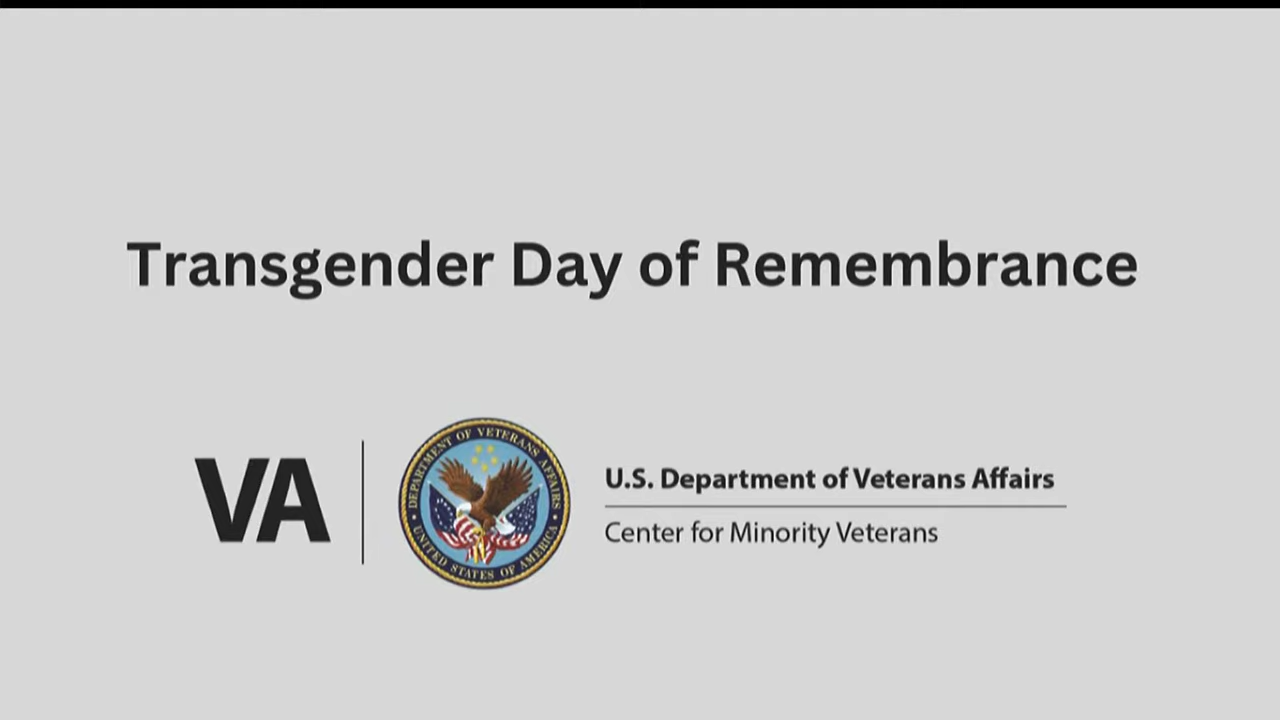 Transgender Day of Remembrance
VA
DEPARTMENT OF VETERANS AFFAIRS
UNITED STATES OF AMERICA
U.S. Department of Veterans Affairs
Center for Minority Veterans